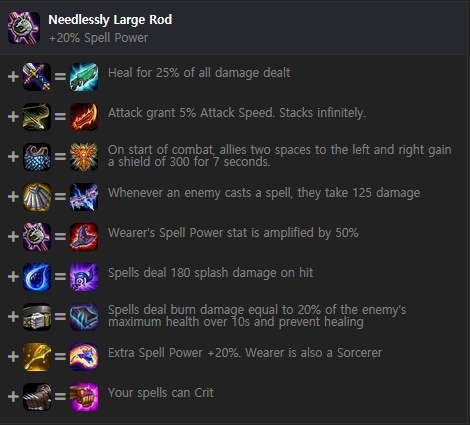 Needlessly Large Rod
+20% Spell Power
+ = Heal for 25% of all damage dealt
+ = Attack grant 5% Attack Speed. Stacks infinitely.
+ = On start of combat, allies two spaces to the left and right gain
a shield of 300 for 7 seconds.
+ = Whenever an enemy casts a spell, they take 125 damage
+ = Wearer's Spell Power stat is amplified by 50%
+ = Spells deal 180 splash damage on hit
+ = Spells deal burn damage equal to 20% of the enemy's
maximum health over 10s and prevent healing
+ = Extra Spell Power +20%. Wearer is also a Sorcerer
+ = Your spells can Crit